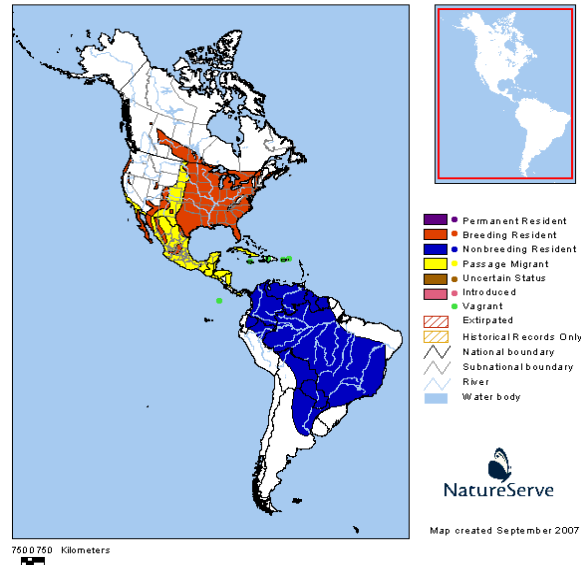 Permanent Resident
Breeding Resident
Nonbreeding Resident
Passage Migrant
Uncertain Status
Introduced
Vagrant
Extirpated
Historical Records Only
National boundary
Subnational boundary
River
Water body
NatureServe
Map created September 2007
750 0 750 Kilometers